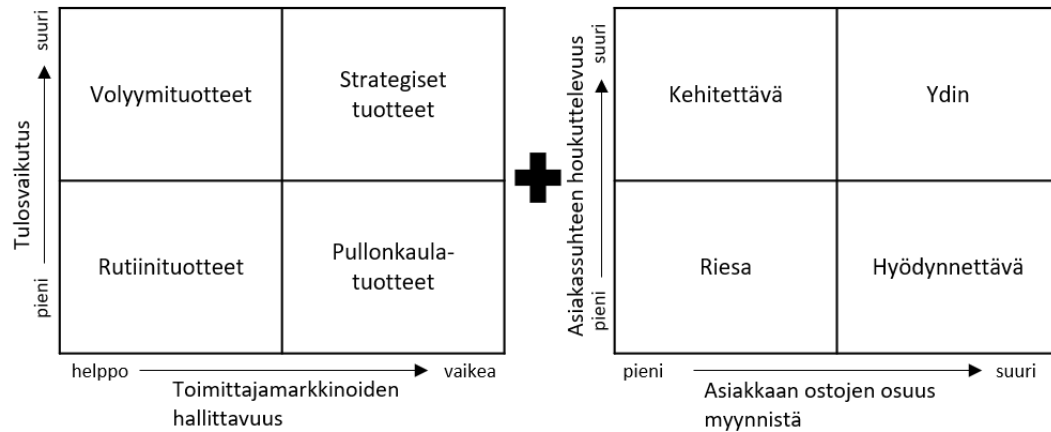 suuri
Tulosvaikutus
pieni
Volyymituotteet
Strategiset
tuotteet
Rutiinituotteet
Pullonkaula-
tuotteet
helppo
vaikea
Toimittajamarkkinoiden
hallittavuus
suuri
Asiakassuhteen houkuttelevuus
pieni
Kehitettävä
Ydin
Riesa
Hyödynnettävä
pieni
suuri
Asiakkaan ostojen osuus
myynnistä